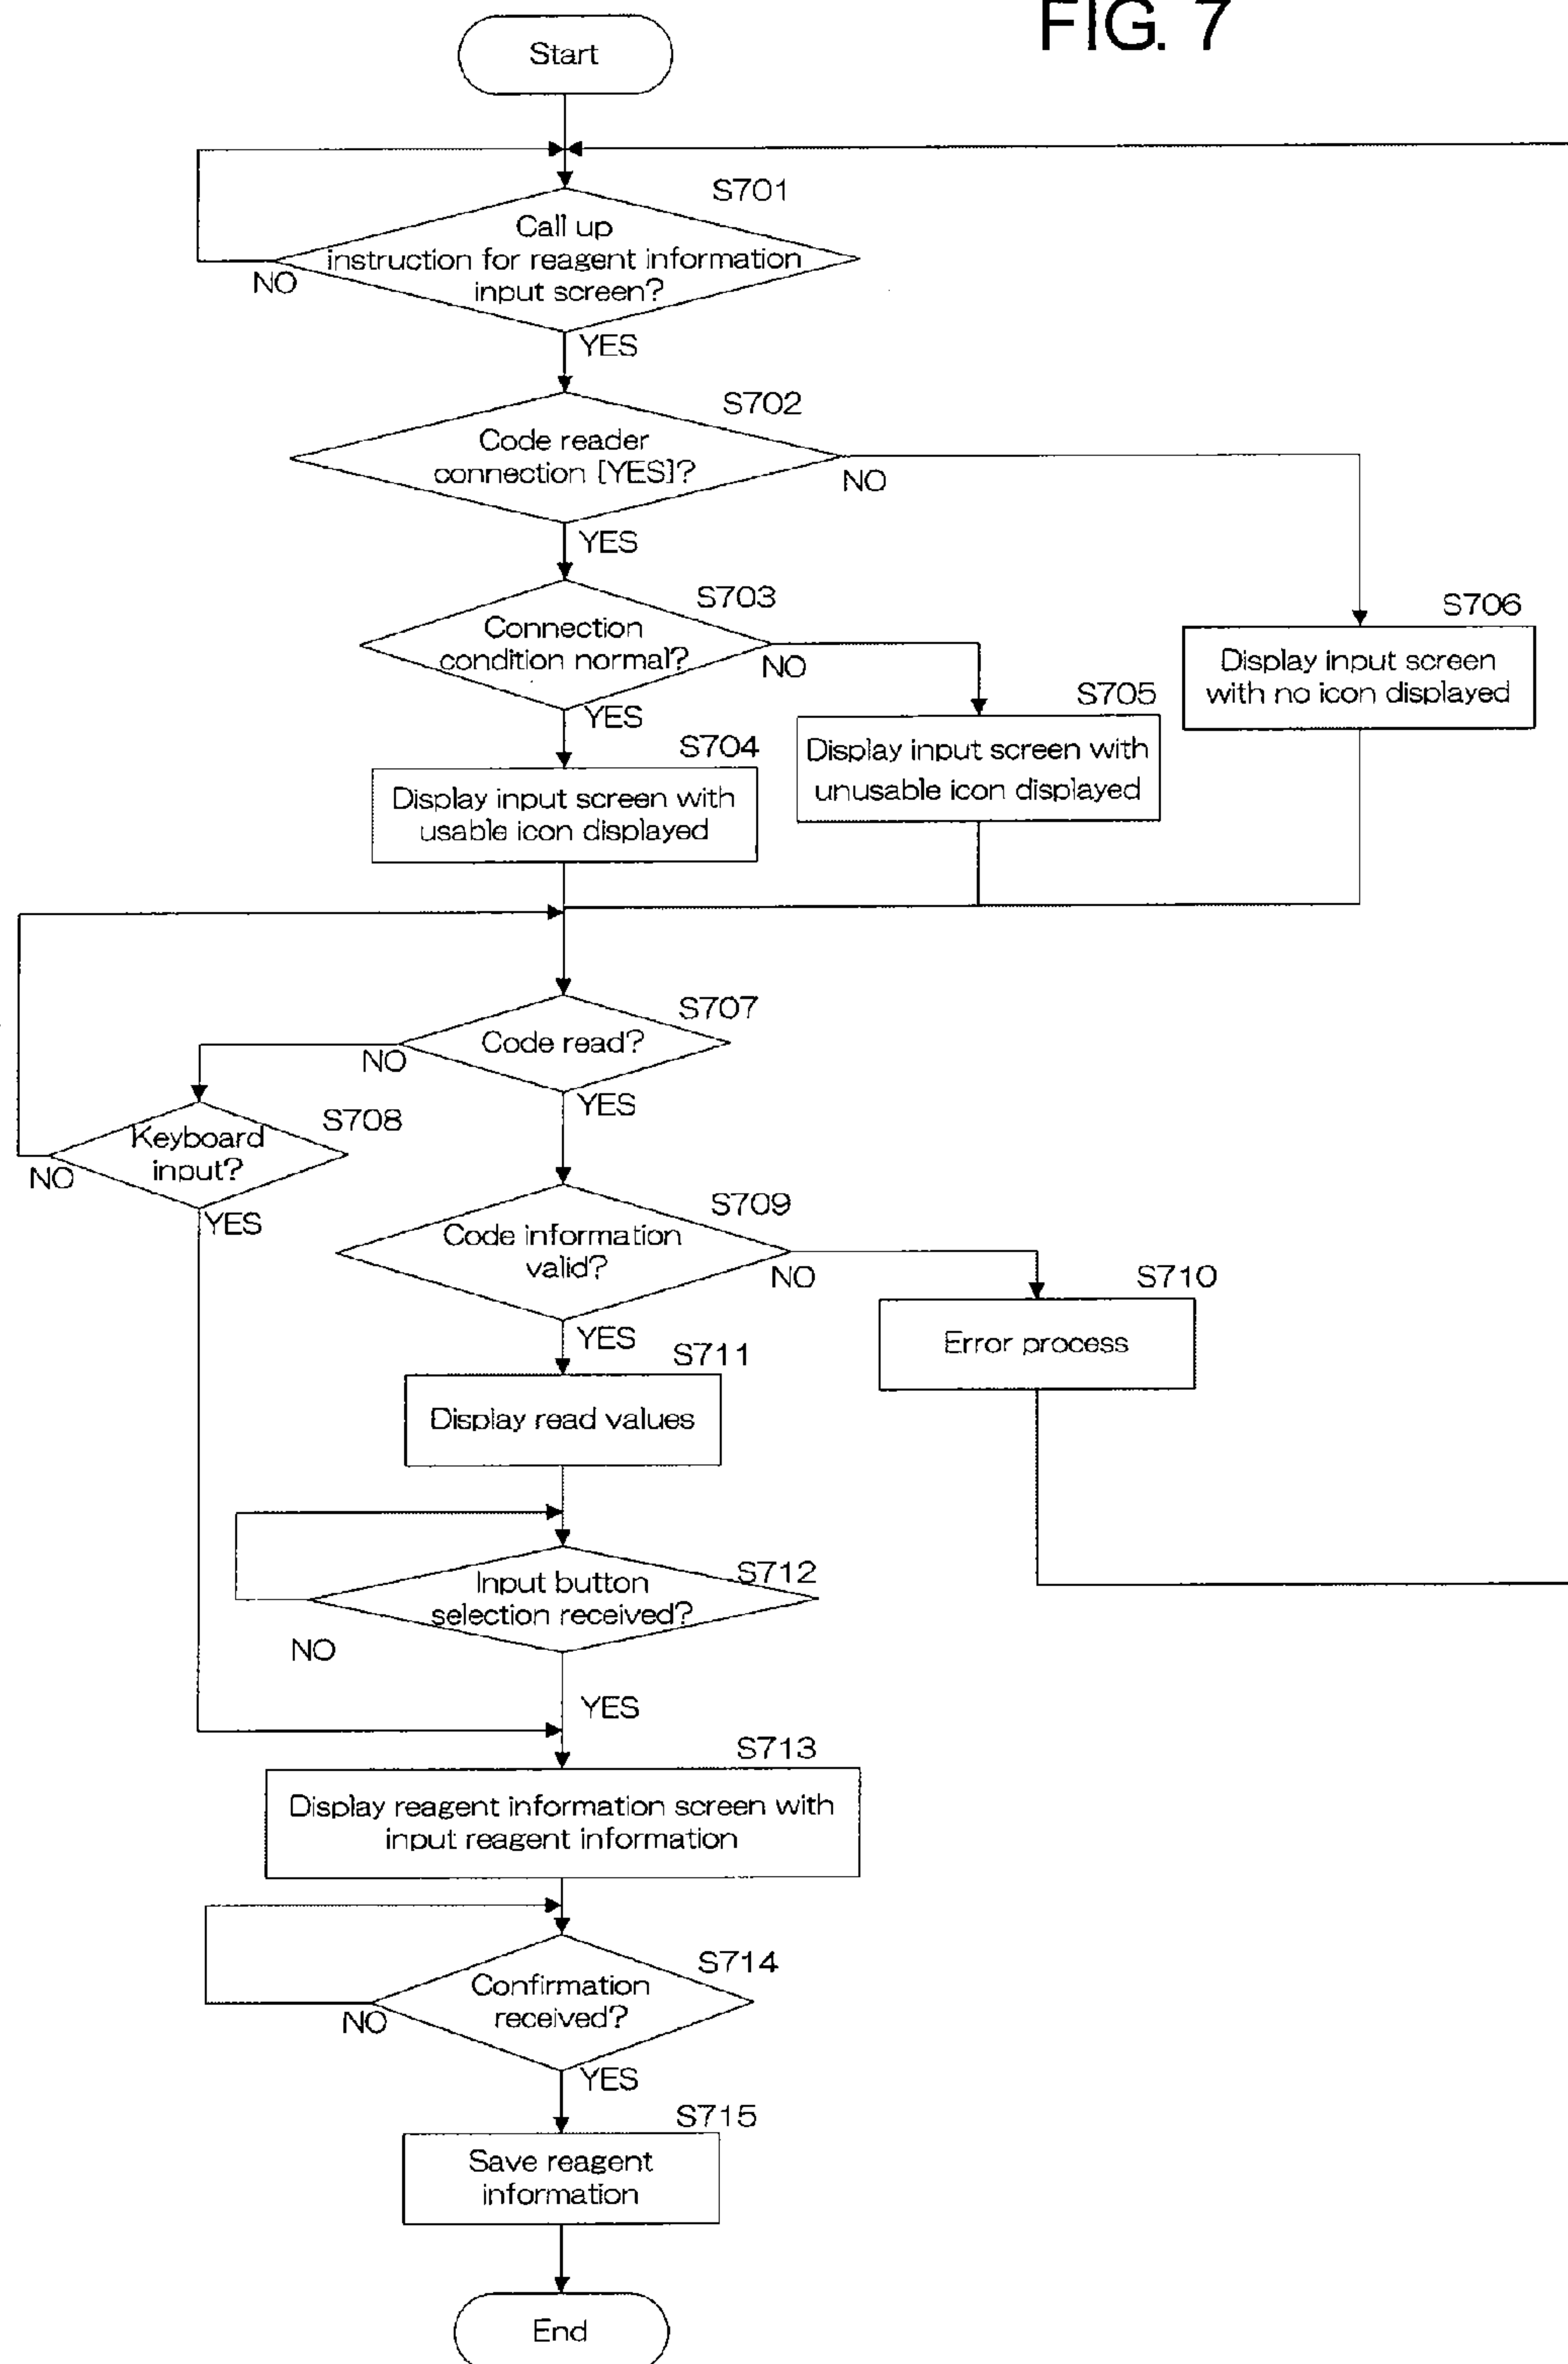 FIG. 7
Start
S701
Call up
instruction for reagent information
input screen?
NO
YES
S702
Code reader
connection [YES]?
NO
YES
S703
Connection
condition normal?
NO
YES
S706
Display input screen
with no icon displayed
S705
Display input screen with
unusable icon displayed
S704
Display input screen with
usable icon displayed
S707
Code read?
NO
YES
S708
Keyboard
input?
NO
YES
S709
Code information
valid?
NO
YES
S710
Error process
S711
Display read values
S712
Input button
selection received?
NO
YES
S713
Display reagent information screen with
input reagent information
S714
Confirmation
received?
NO
YES
S715
Save reagent
information
End